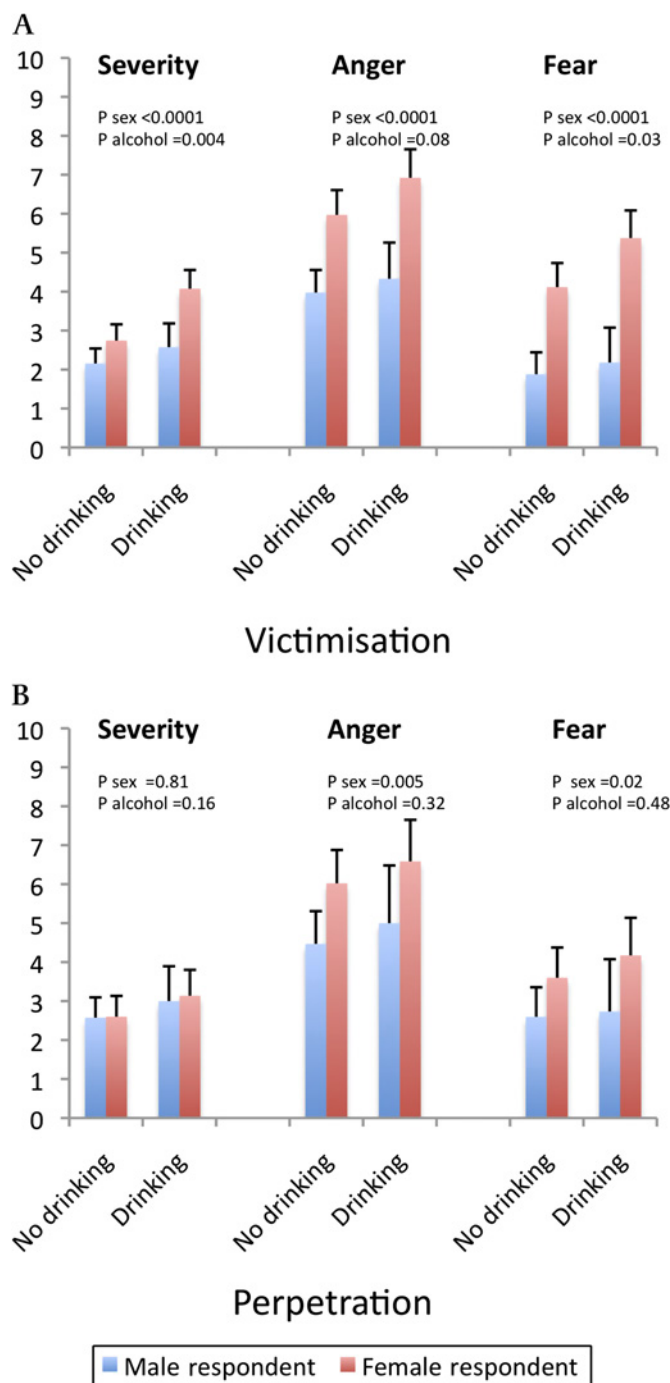 A
10
Severity Anger Fear
9
P sex <0.0001 P sex <0.0001 P sex <0.0001
P alcohol =0.004 P alcohol =0.08 P alcohol =0.03
8
7
6
5
4
3
2
1
0
No drinking Drinking No drinking Drinking No drinking Drinking
Victimisation
B
10
Severity Anger Fear
9
P sex =0.81 P sex =0.005 P sex =0.02
P alcohol =0.16 P alcohol =0.32 P alcohol =0.48
8
7
6
5
4
3
2
1
0
No drinking Drinking No drinking Drinking No drinking Drinking
Perpetration
Male respondent Female respondent